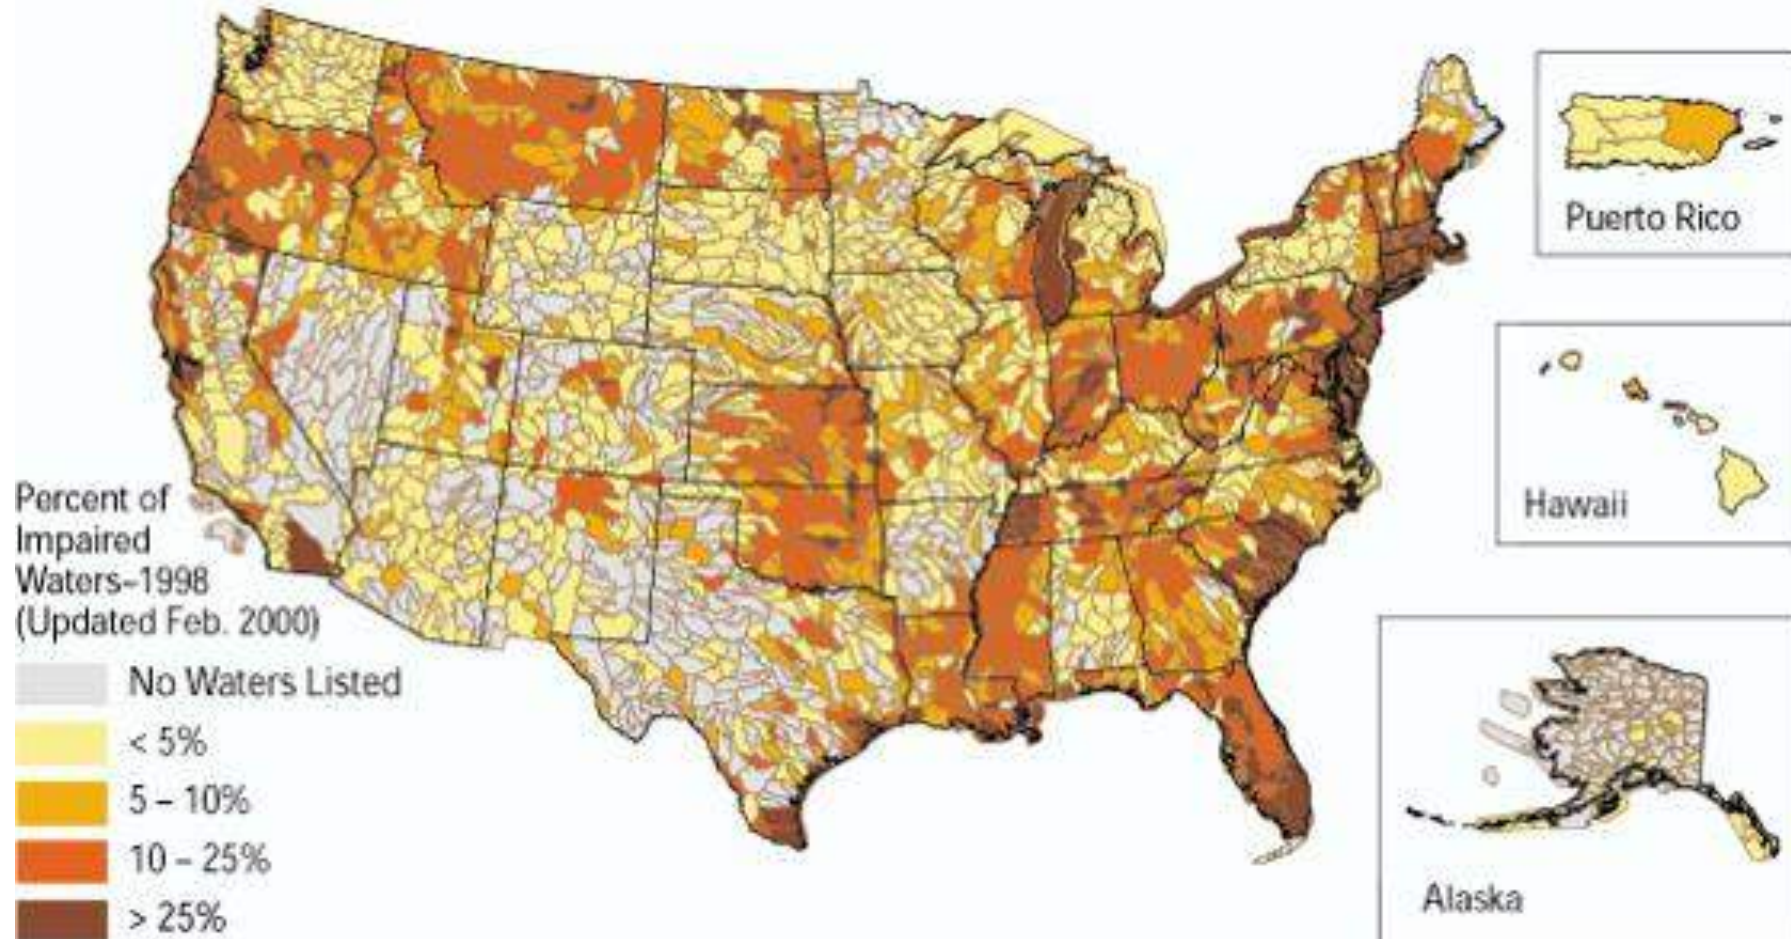 Percent of
Impaired
Waters–1998
(Updated Feb. 2000)
No Waters Listed
< 5%
5 – 10%
10 – 25%
> 25%
Puerto Rico
Hawaii
Alaska